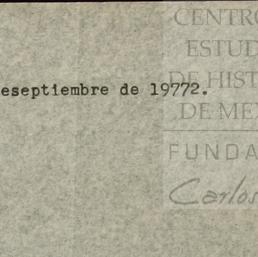 CENTRO
ESTUD
DE HIST
DE ME
eseptiembre de 19772.
FUNDA
Carlos